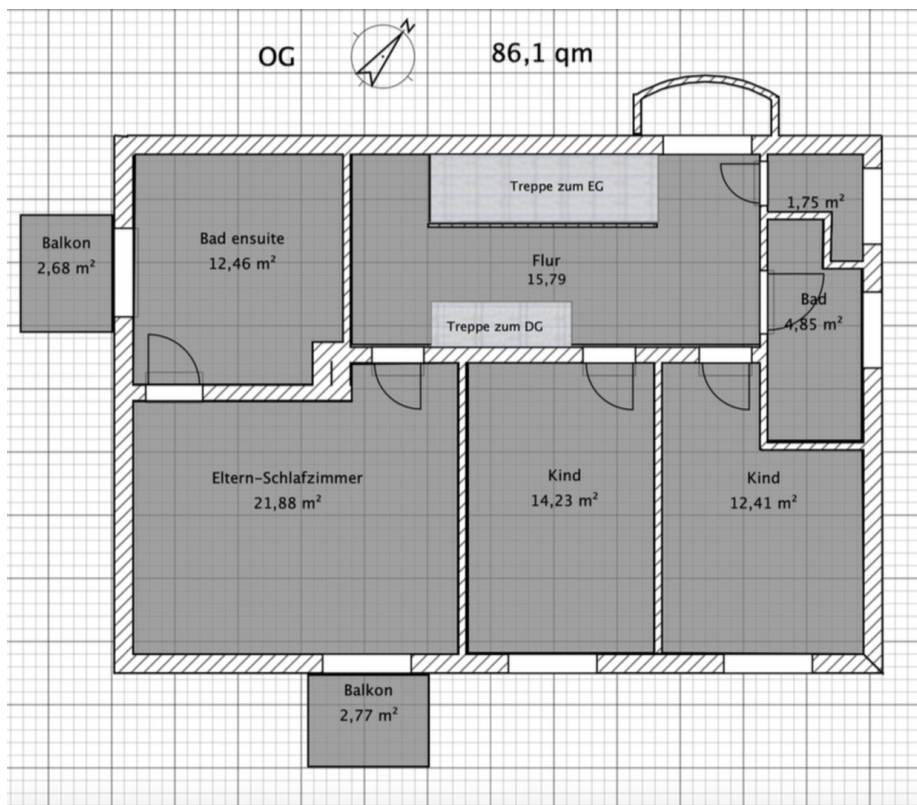 N
OG
86,1 qm
Treppe zum EG
1,75 m²
Balkon
2,68 m²
Bad ensuite
12,46 m²
Flur
15,79
Bad
4,85 m²
Treppe zum DG
Eltern-Schlafzimmer
21,88 m²
Kind
14,23 m²
Kind
12,41 m²
Balkon
2,77 m²